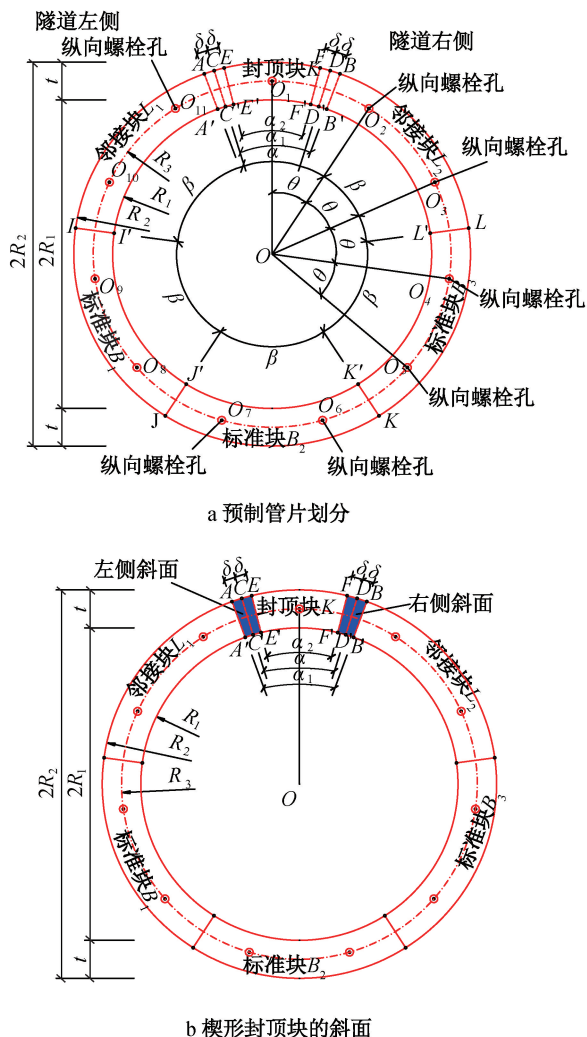 隧道左侧
纵向螺栓孔
δ δ
A C E
封顶块K
F D B
δ δ
隧道右侧
纵向螺栓孔
t
O₁
O₁₁
O₂
A' C' E'
F' D B'
邻接块L₁
邻接块L₂
α₂
α₁
α
纵向螺栓孔
O₁₀
R₃
R₁
R₂
β
θ
θ
β
θ
θ
O₃
I
I'
L'
L
2R₂
2R₁
O
O₉
O₄
纵向螺栓孔
标准块B₁
β
β
标准块B₃
O₈
J'
β
K'
O₅
纵向螺栓孔
J
O₇
O₆
K
t
标准块B₂
纵向螺栓孔
纵向螺栓孔
a 预制管片划分
δ δ
A C E
F D B
δ δ
左侧斜面
封顶块K
右侧斜面
t
A' C' E'
F' D' B'
α₂
α
α₁
邻接块L₁
邻接块L₂
R₁
R₂
R₃
2R₂
2R₁
O
标准块B₁
标准块B₃
t
标准块B₂
b 楔形封顶块的斜面